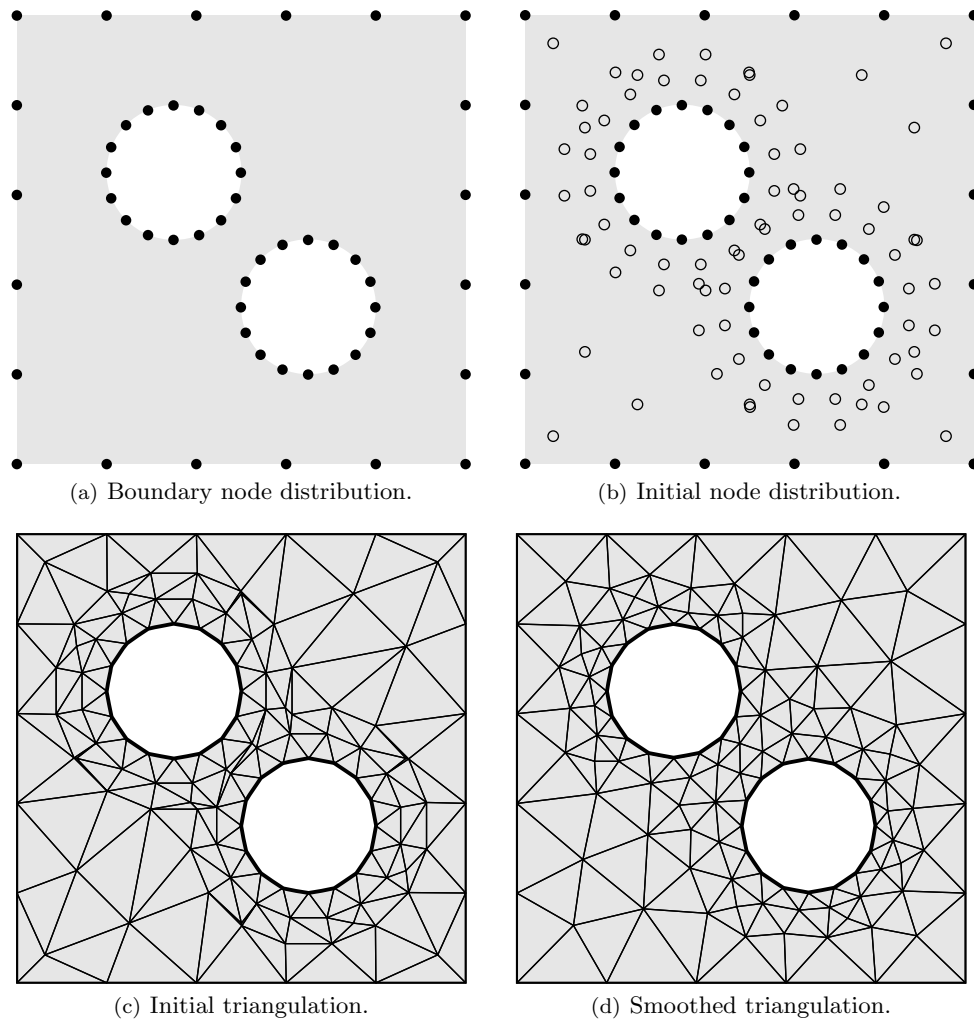 (a) Boundary node distribution.
(b) Initial node distribution.
(c) Initial triangulation.
(d) Smoothed triangulation.